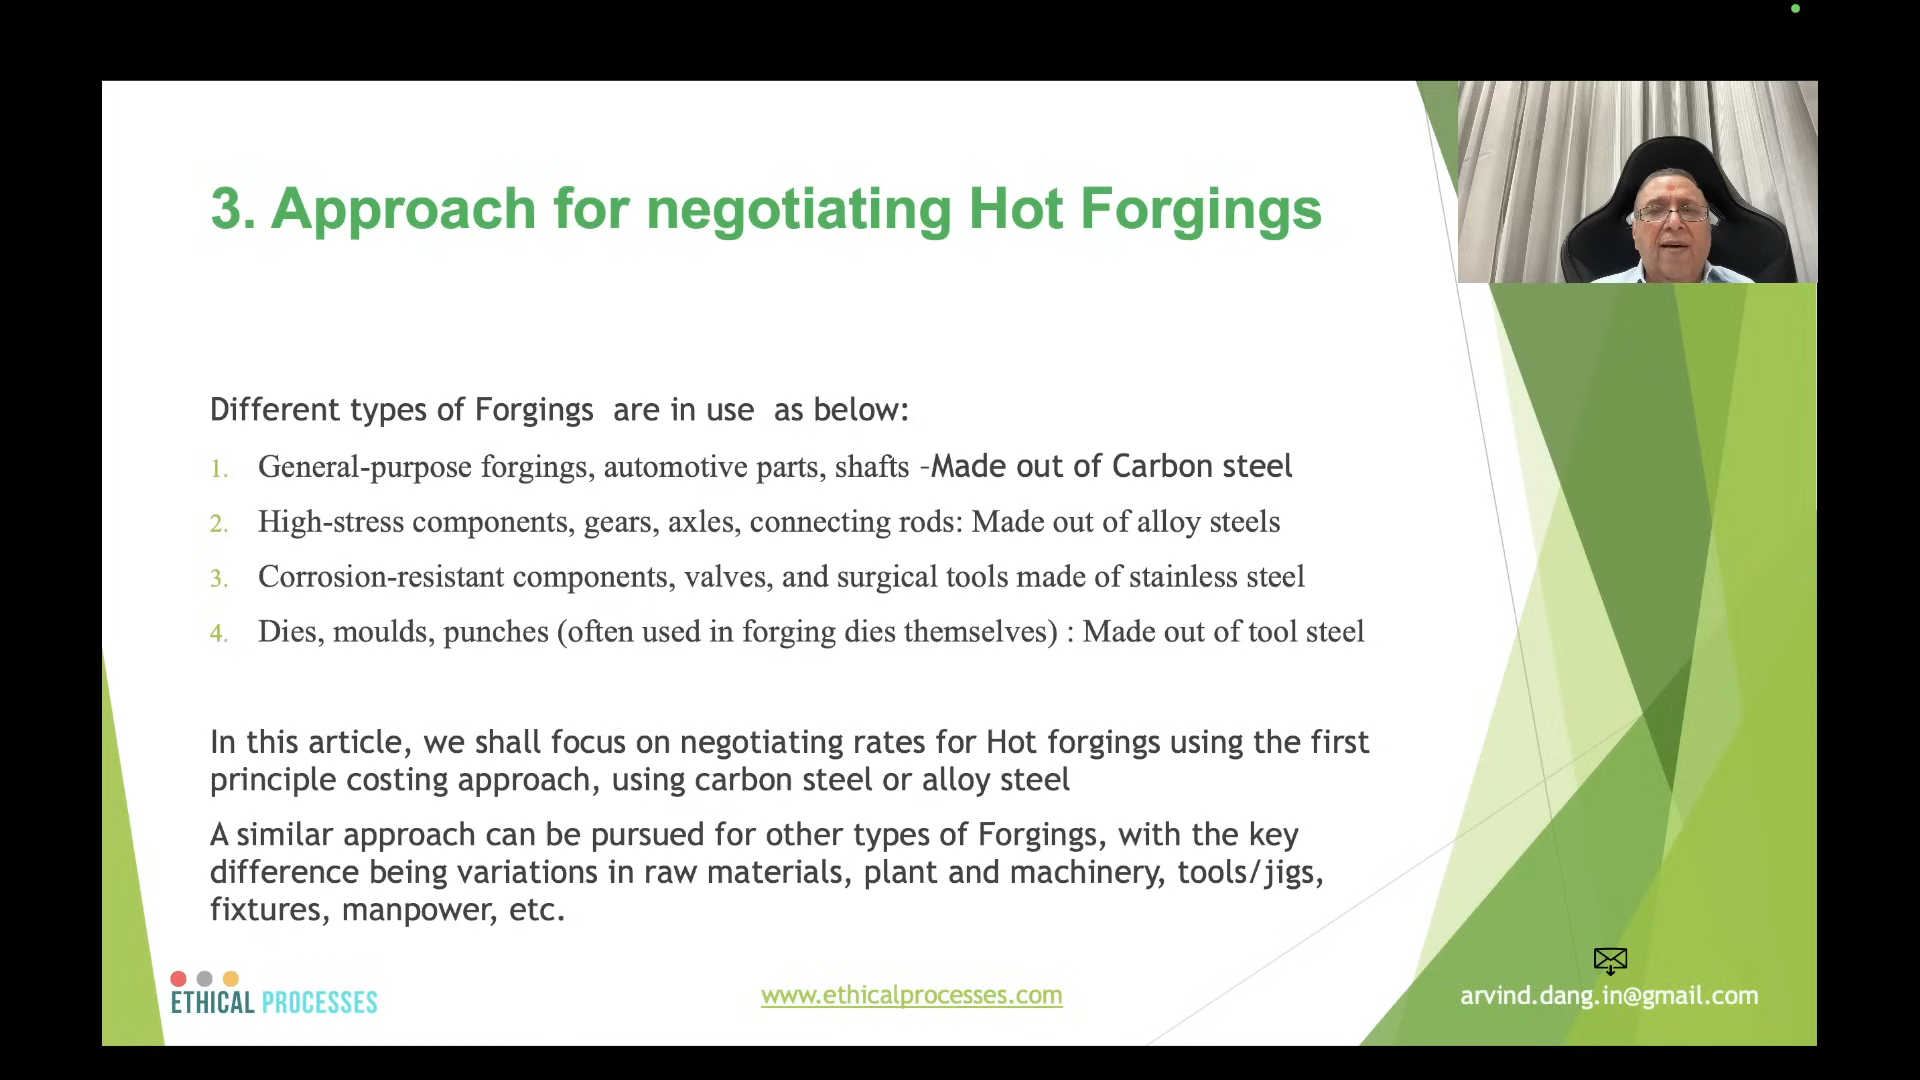 3. Approach for negotiating Hot Forgings
Different types of Forgings are in use as below:
1. General-purpose forgings, automotive parts, shafts -Made out of Carbon steel
2. High-stress components, gears, axles, connecting rods: Made out of alloy steels
3. Corrosion-resistant components, valves, and surgical tools made of stainless steel
4. Dies, moulds, punches (often used in forging dies themselves) : Made out of tool steel
In this article, we shall focus on negotiating rates for Hot forgings using the first
principle costing approach, using carbon steel or alloy steel
A similar approach can be pursued for other types of Forgings, with the key
difference being variations in raw materials, plant and machinery, tools/jigs,
fixtures, manpower, etc.
ETHICAL PROCESSES
www.ethicalprocesses.com
arvind.dang.in@gmail.com